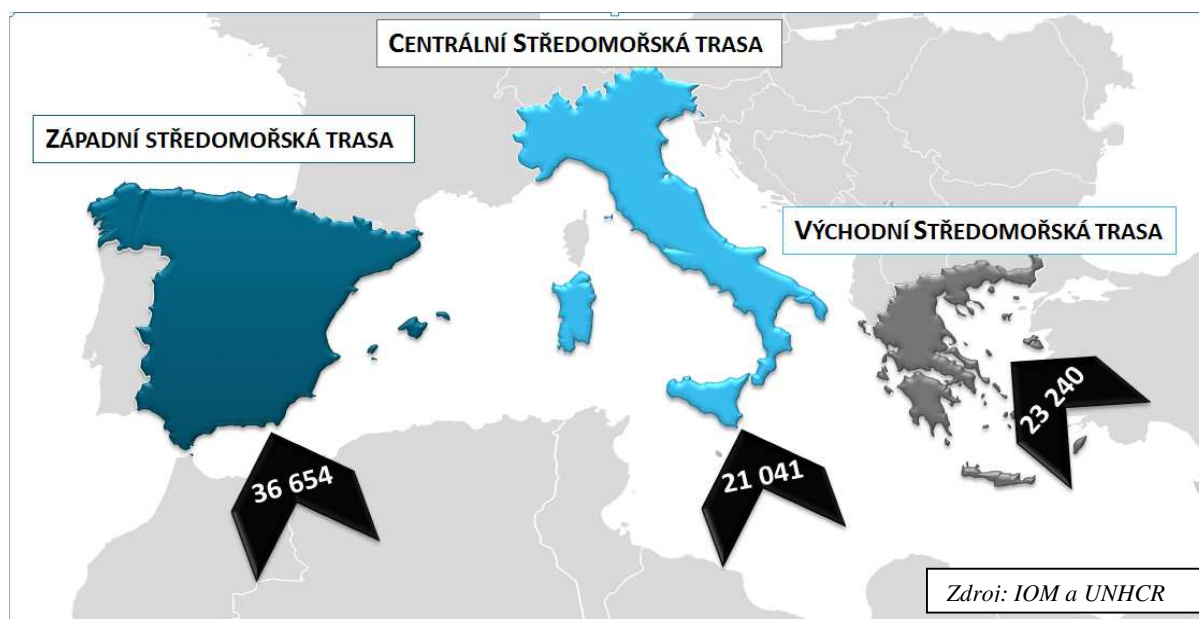 CENTRÁLNÍ STŘEDOMOŘSKÁ TRASA
ZÁPADNÍ STŘEDOMOŘSKÁ TRASA
VÝCHODNÍ STŘEDOMOŘSKÁ TRASA
23 240
36 654
21 041
Zdroj: IOM a UNHCR